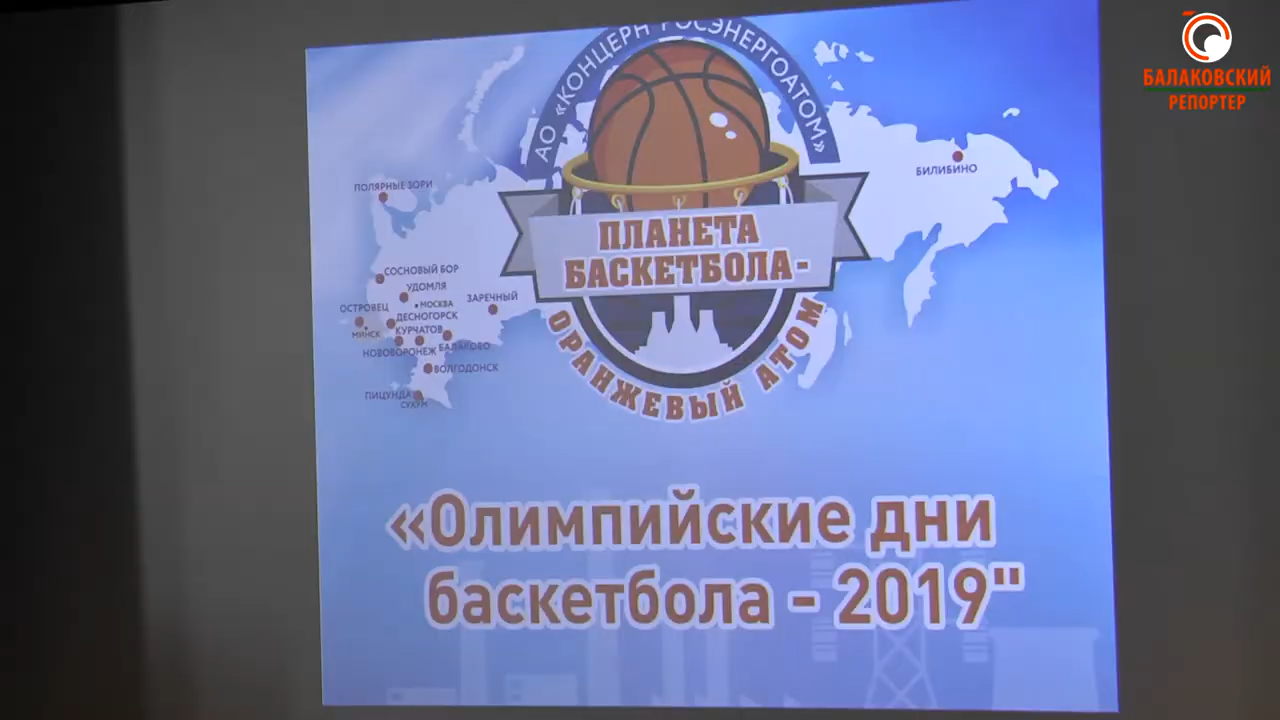 БАЛАКОВСКИЙ
РЕПОРТЕР
АО «КОНЦЕРН РОСЭНЕРГОАТОМ»
ПЛАНЕТА
БАСКЕТБОЛА-
ОРАНЖЕВЫЙ АТОМ
ПОЛЯРНЫЕ ЗОРИ
БИЛИБИНО
СОСНОВЫЙ БОР
УДОМЛЯ
ЗАРЕЧНЫЙ
МОСКВА
ОСТРОВЕЦ
ДЕСНОГОРСК
МИНСК
КУРЧАТОВ
БАЛАКОВО
НОВОВОРОНЕЖ
ВОЛГОДОНСК
ПИЦУНДА
СУХУМ
«Олимпийские дни
баскетбола - 2019"